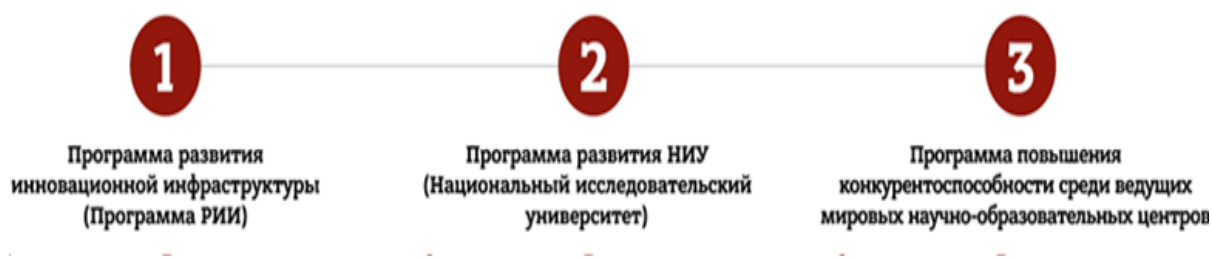 1
2
3
Программа развития
инновационной инфраструктуры
(Программа РИИ)
Программа развития НИУ
(Национальный исследовательский
университет)
Программа повышения
конкурентоспособности среди ведущих
мировых научно-образовательных центров